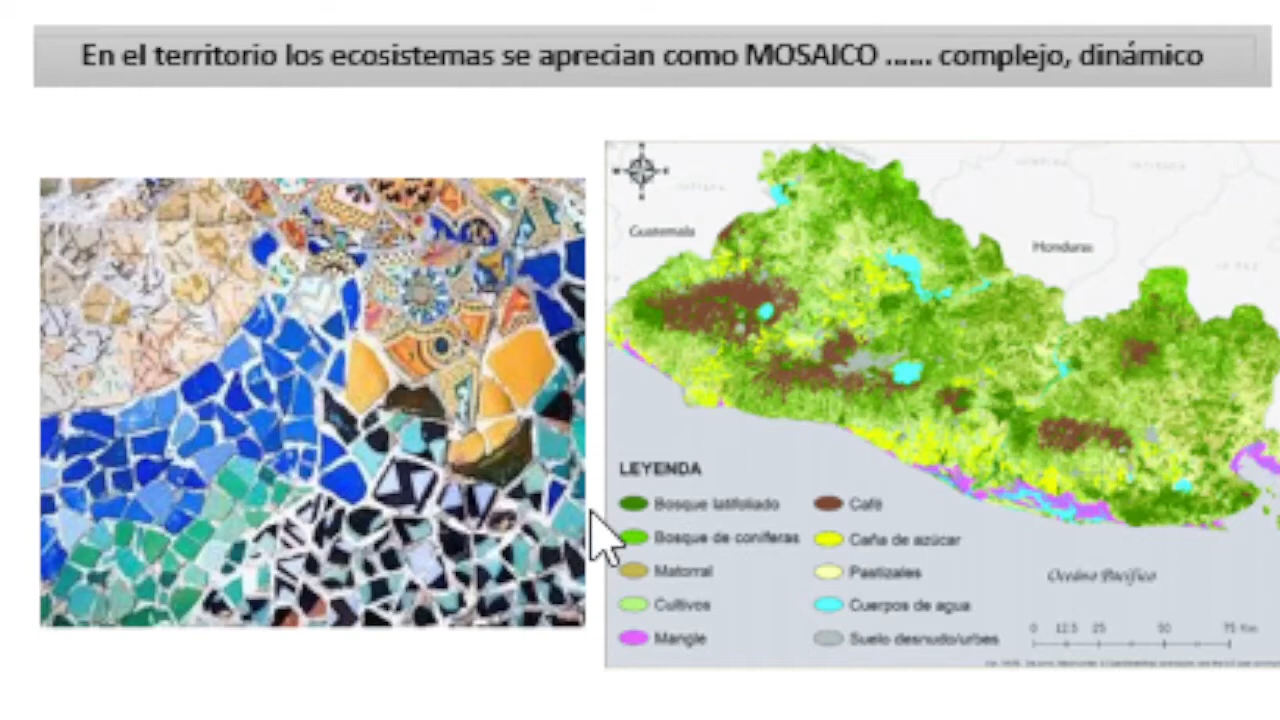 En el territorio los ecosistemas se aprecian como MOSAICO ...... complejo, dinámico
Guatemala
Honduras
LEYENDA
Bosque latifoliado
Café
Bosque de coníferas
Caña de azúcar
Matorral
Pastizales
Cultivos
Cuerpos de agua
Mangle
Suelo desnudo/urbes
Océano Pacífico
0 12.5 25 50 75 Km